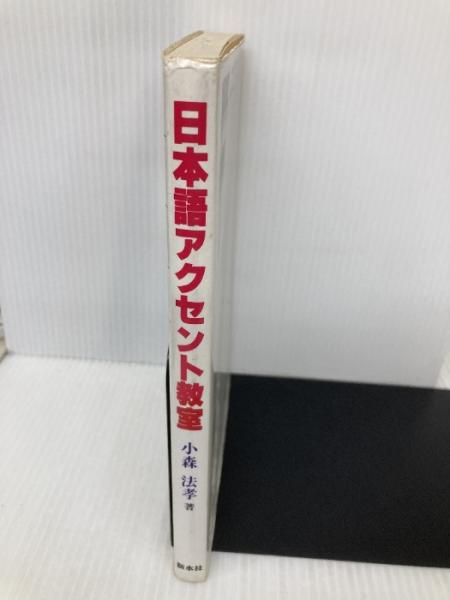 日本語アクセント教室
小森 法孝 著
新水社